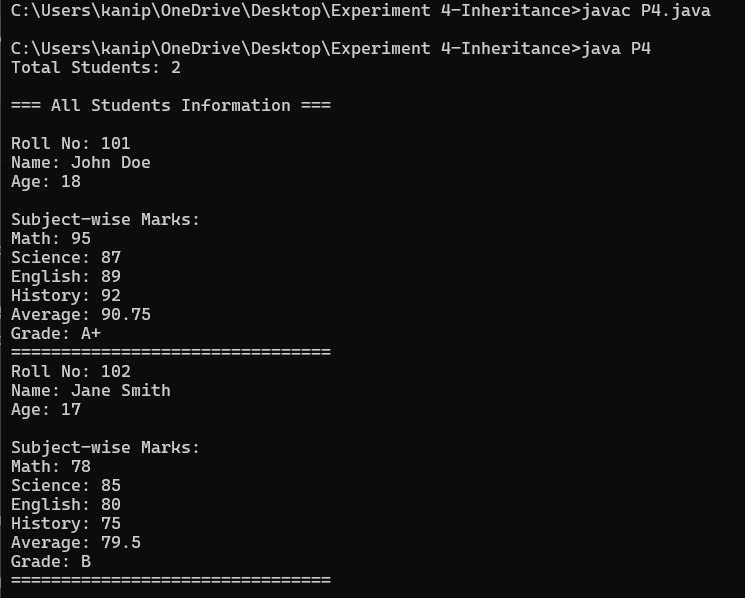 C:\Users\kanip\OneDrive\Desktop\Experiment 4-Inheritance>javac P4.java
C:\Users\kanip\OneDrive\Desktop\Experiment 4-Inheritance>java P4
Total Students: 2
=== All Students Information ===
Roll No: 101
Name: John Doe
Age: 18
Subject-wise Marks:
Math: 95
Science: 87
English: 89
History: 92
Average: 90.75
Grade: A+
================================
Roll No: 102
Name: Jane Smith
Age: 17
Subject-wise Marks:
Math: 78
Science: 85
English: 80
History: 75
Average: 79.5
Grade: B
================================